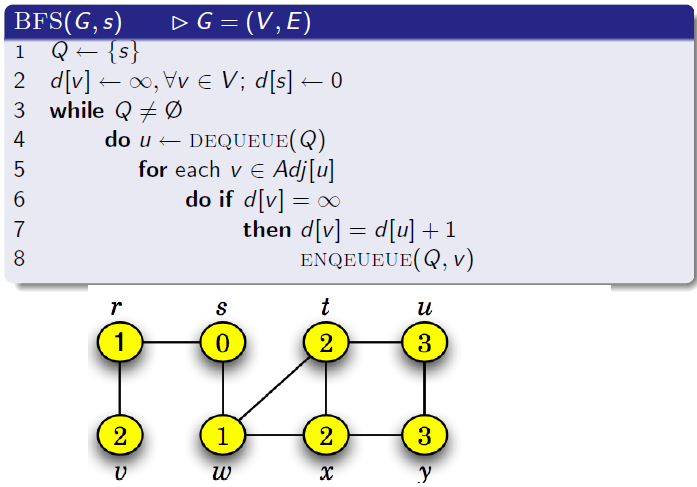 BFS(G, s) ▷ G = (V, E)
1 Q ← {s}
2 d[v] ← ∞, ∀v ∈ V; d[s] ← 0
3 while Q ≠ Ø
4 do u ← DEQUEUE(Q)
5 for each v ∈ Adj[u]
6 do if d[v] = ∞
7 then d[v] = d[u] + 1
8 ENQEUEUE(Q, v)
r s t u
1 0 2 3
2 1 2 3
v w x y